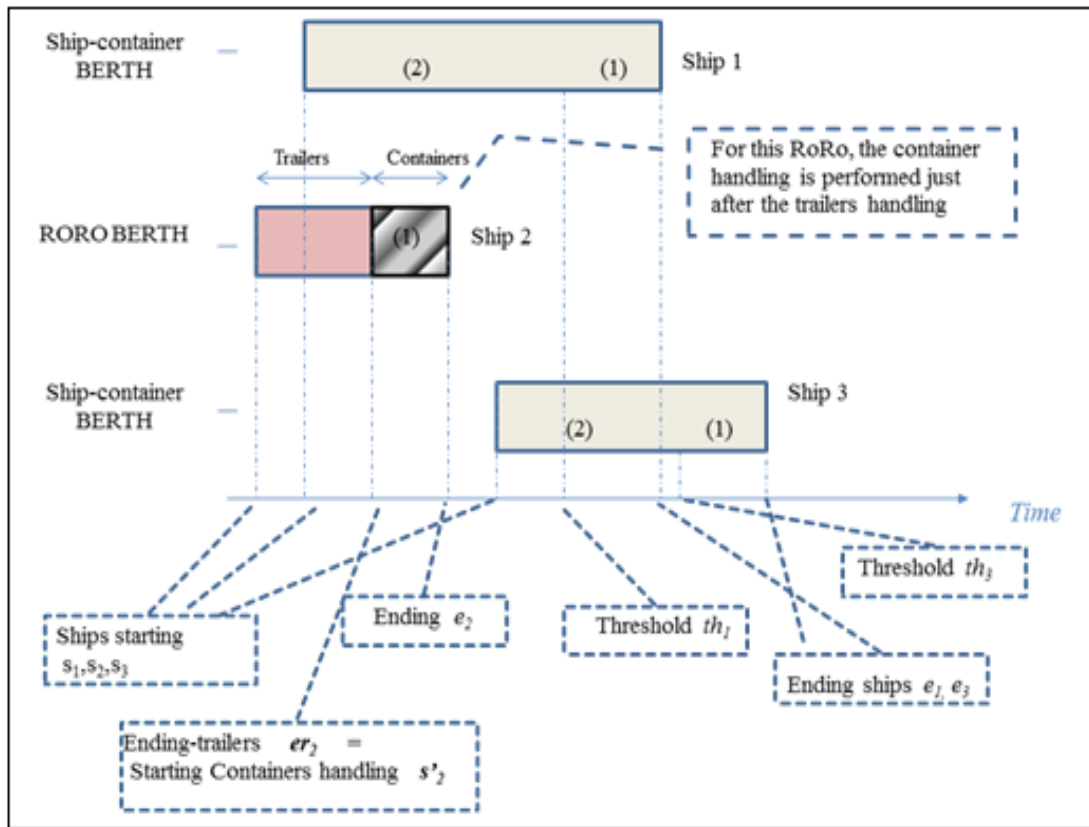 Ship-container
BERTH
(2)
(1)
Ship 1
Trailers
Containers
For this RoRo, the container
handling is performed just
after the trailers handling
RORO BERTH
(1)
Ship 2
Ship-container
BERTH
(2)
(1)
Ship 3
Time
Threshold th₃
Ships starting
s₁,s₂,s₃
Ending e₂
Threshold th₁
Ending ships e₁, e₃
Ending-trailers er₂ =
Starting Containers handling s'₂